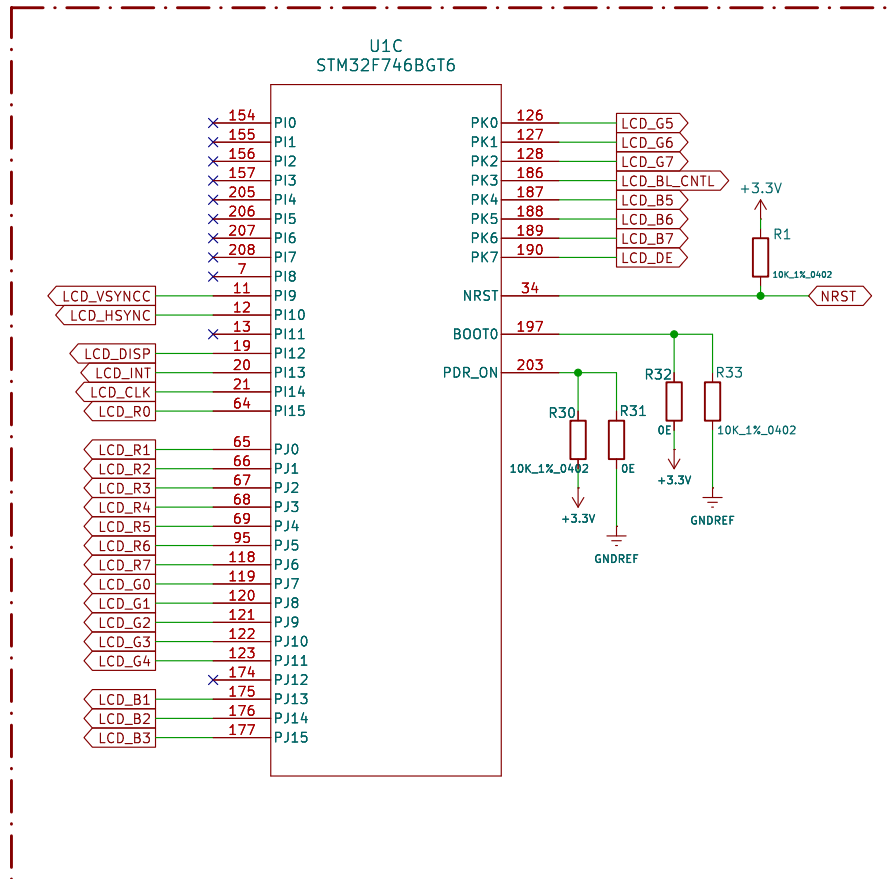 U1C
STM32F746BGT6
154 PI0
155 PI1
156 PI2
157 PI3
205 PI4
206 PI5
207 PI6
208 PI7
7 PI8
LCD_VSYNCC 11 PI9
LCD_HSYNC 12 PI10
13 PI11
LCD_DISP 19 PI12
LCD_INT 20 PI13
LCD_CLK 21 PI14
LCD_R0 64 PI15
LCD_R1 65 PJ0
LCD_R2 66 PJ1
LCD_R3 67 PJ2
LCD_R4 68 PJ3
LCD_R5 69 PJ4
LCD_R6 95 PJ5
LCD_R7 118 PJ6
LCD_G0 119 PJ7
LCD_G1 120 PJ8
LCD_G2 121 PJ9
LCD_G3 122 PJ10
LCD_G4 123 PJ11
174 PJ12
LCD_B1 175 PJ13
LCD_B2 176 PJ14
LCD_B3 177 PJ15
PK0 126 LCD_G5
PK1 127 LCD_G6
PK2 128 LCD_G7
PK3 186 LCD_BL_CNTL
PK4 187 LCD_B5
PK5 188 LCD_B6
PK6 189 LCD_B7
PK7 190 LCD_DE
NRST 34 NRST
BOOT0 197
PDR_ON 203
+3.3V
R1
10K_1%_0402
R32
0E
+3.3V
R33
10K_1%_0402
GNDREF
R30
10K_1%_0402
+3.3V
R31
0E
GNDREF